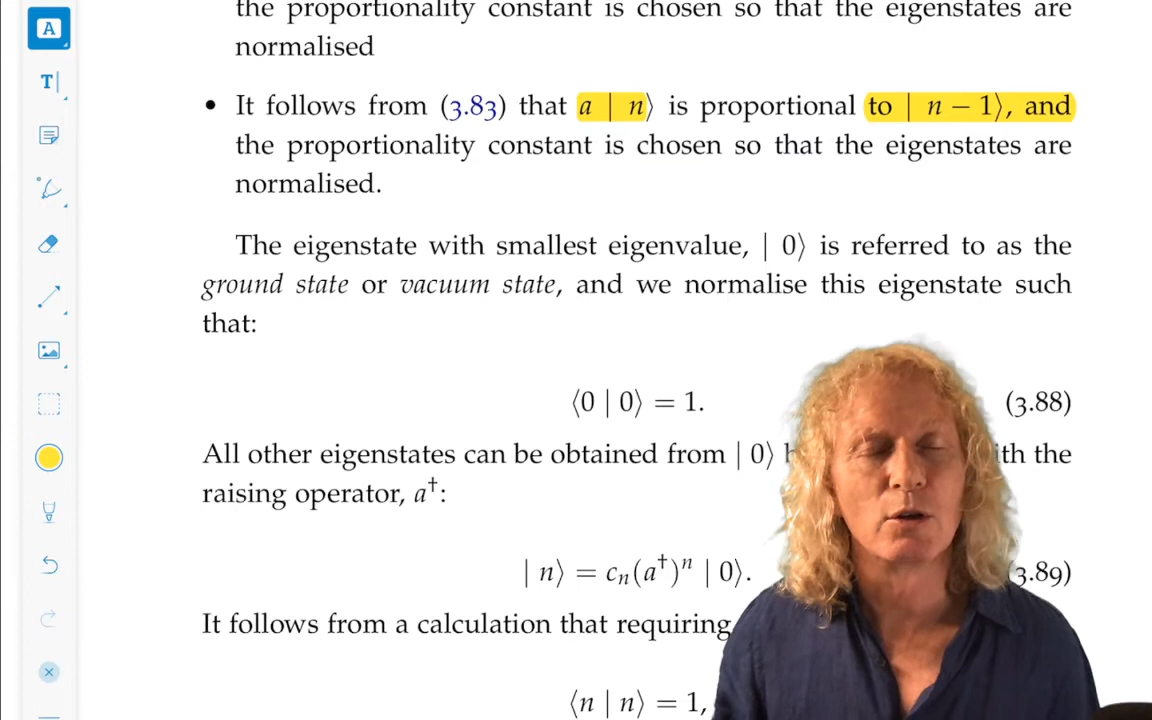 the proportionality constant is chosen so that the eigenstates are
normalised
• It follows from (3.83) that a | n⟩ is proportional to | n − 1⟩, and
the proportionality constant is chosen so that the eigenstates are
normalised.
The eigenstate with smallest eigenvalue, | 0⟩ is referred to as the
ground state or vacuum state, and we normalise this eigenstate such
that:
⟨0 | 0⟩ = 1. (3.88)
All other eigenstates can be obtained from | 0⟩ the
raising operator, a†:
| n⟩ = cₙ(a†)ⁿ | 0⟩. (3.89)
It follows from a calculation that requiring
⟨n | n⟩ = 1,
A
T